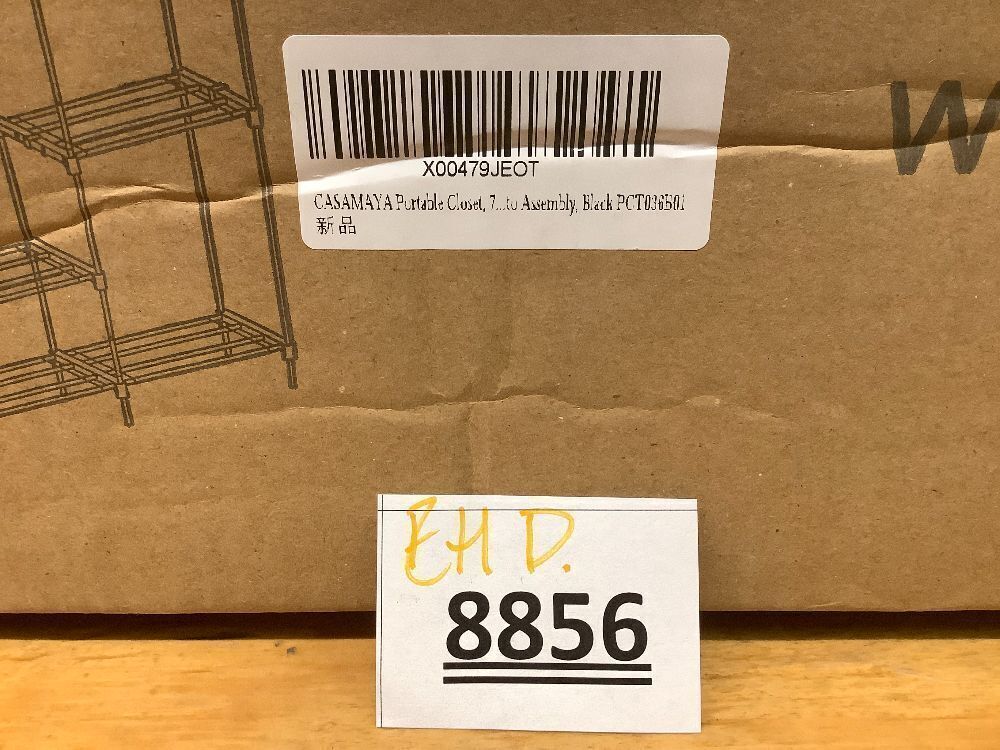 X00479JEOT
CASAMAYA Portable Closet, 7...to Assembly, Black PCT036B01
新品
W
EH D.
8856